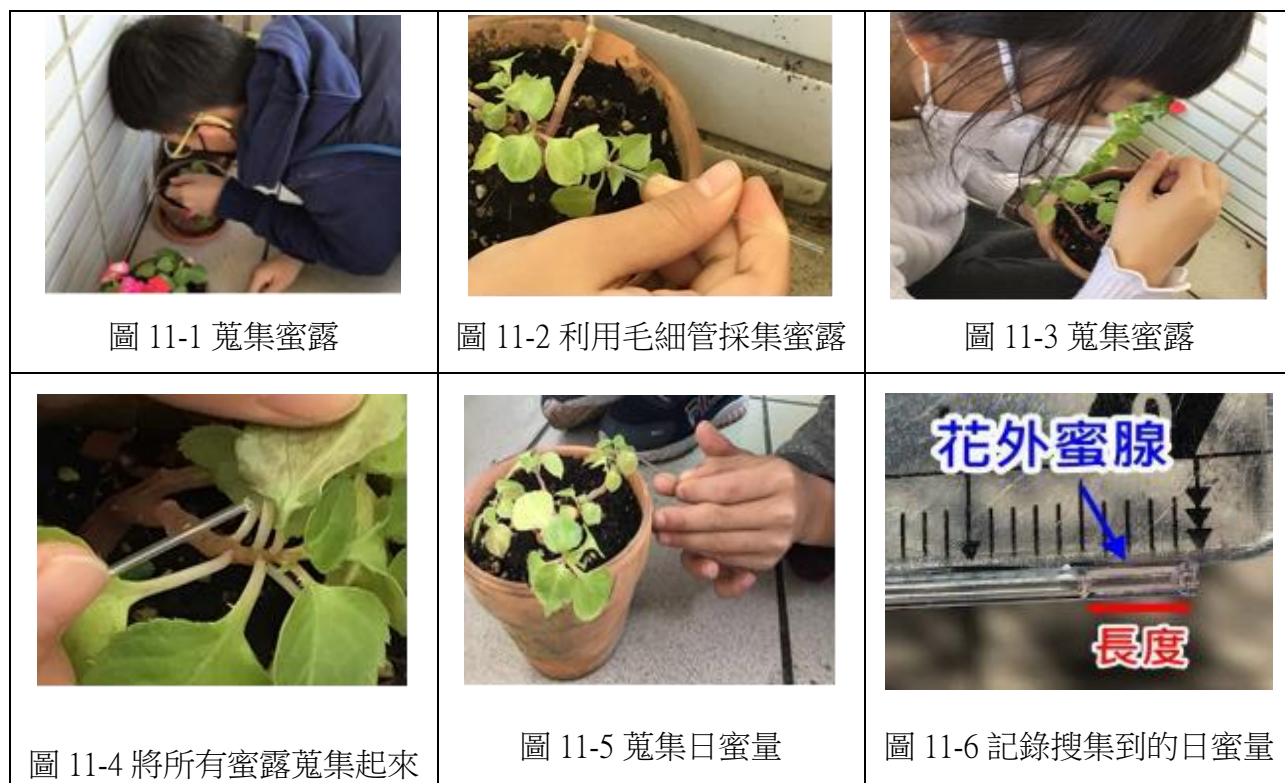 圖 11-1 蒐集蜜露
圖 11-2 利用毛細管採集蜜露
圖 11-3 蒐集蜜露
花外蜜腺
長度
圖 11-4 將所有蜜露蒐集起來
圖 11-5 蒐集日蜜量
圖 11-6 記錄搜集到的日蜜量